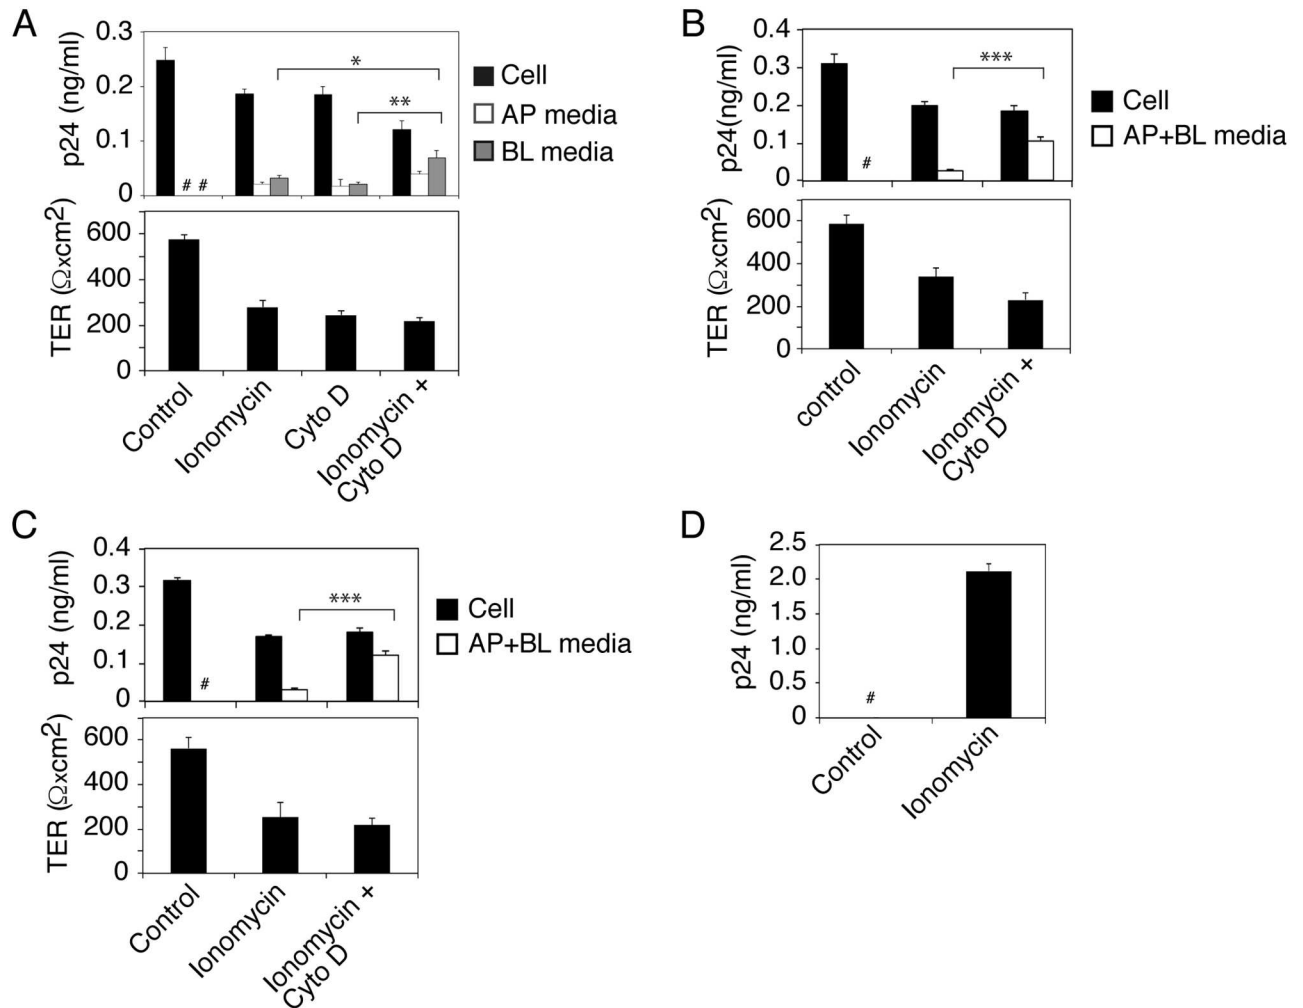 A
p24 (ng/ml)
0.3
0.2
0.1
0
*
**
# #
Cell
AP media
BL media
TER (Ωxcm2)
600
400
200
0
Control
Ionomycin
Cyto D
Ionomycin +
Cyto D
B
p24(ng/ml)
0.4
0.3
0.2
0.1
0
***
#
Cell
AP+BL media
TER (Ωxcm2)
600
400
200
0
control
Ionomycin
Ionomycin +
Cyto D
C
p24 (ng/ml)
0.4
0.3
0.2
0.1
0
***
#
Cell
AP+BL media
TER (Ωxcm2)
600
400
200
0
Control
Ionomycin
Ionomycin +
Cyto D
D
p24 (ng/ml)
2.5
2.0
1.5
1.0
0.5
0
#
Control
Ionomycin